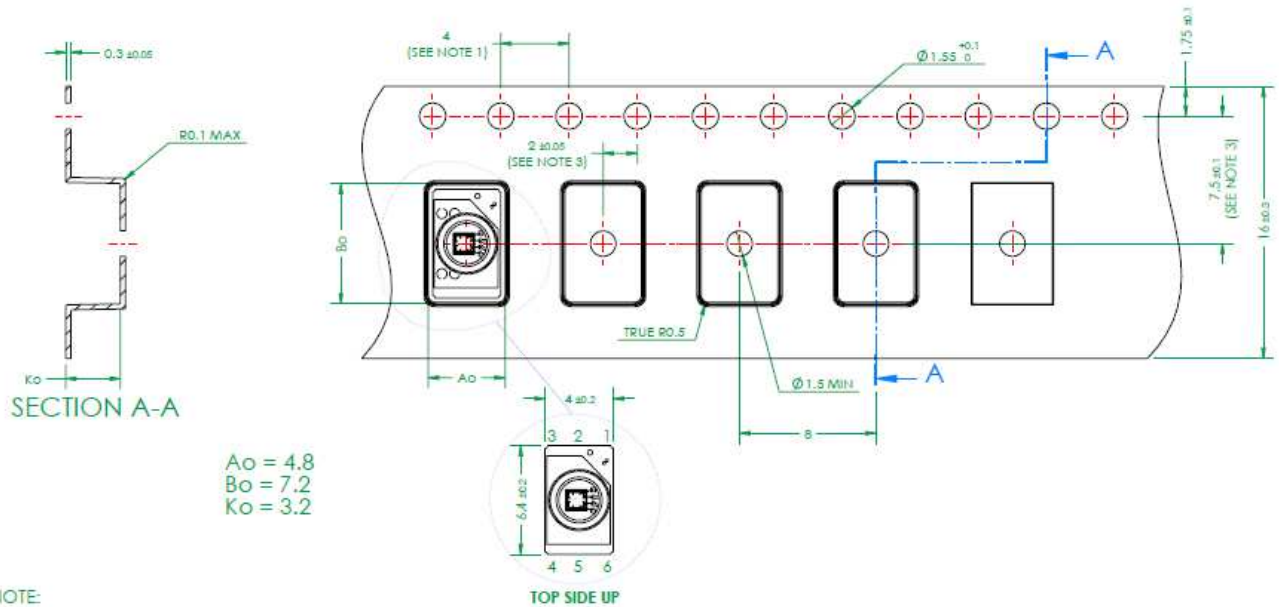 4
(SEE NOTE 1)
0.3 ±0.05
Ø1.55 +0.1 0
A
1.75 ±0.1
R0.1 MAX
2 ±0.05
(SEE NOTE 3)
7.5 ±0.1
(SEE NOTE 3)
16 ±0.3
Bo
TRUE R0.5
Ko
Ao
Ø1.5 MIN
A
SECTION A-A
4 ±0.2
8
3 2 1
Ao = 4.8
Bo = 7.2
Ko = 3.2
6.4 ±0.2
4 5 6
OTE:
TOP SIDE UP